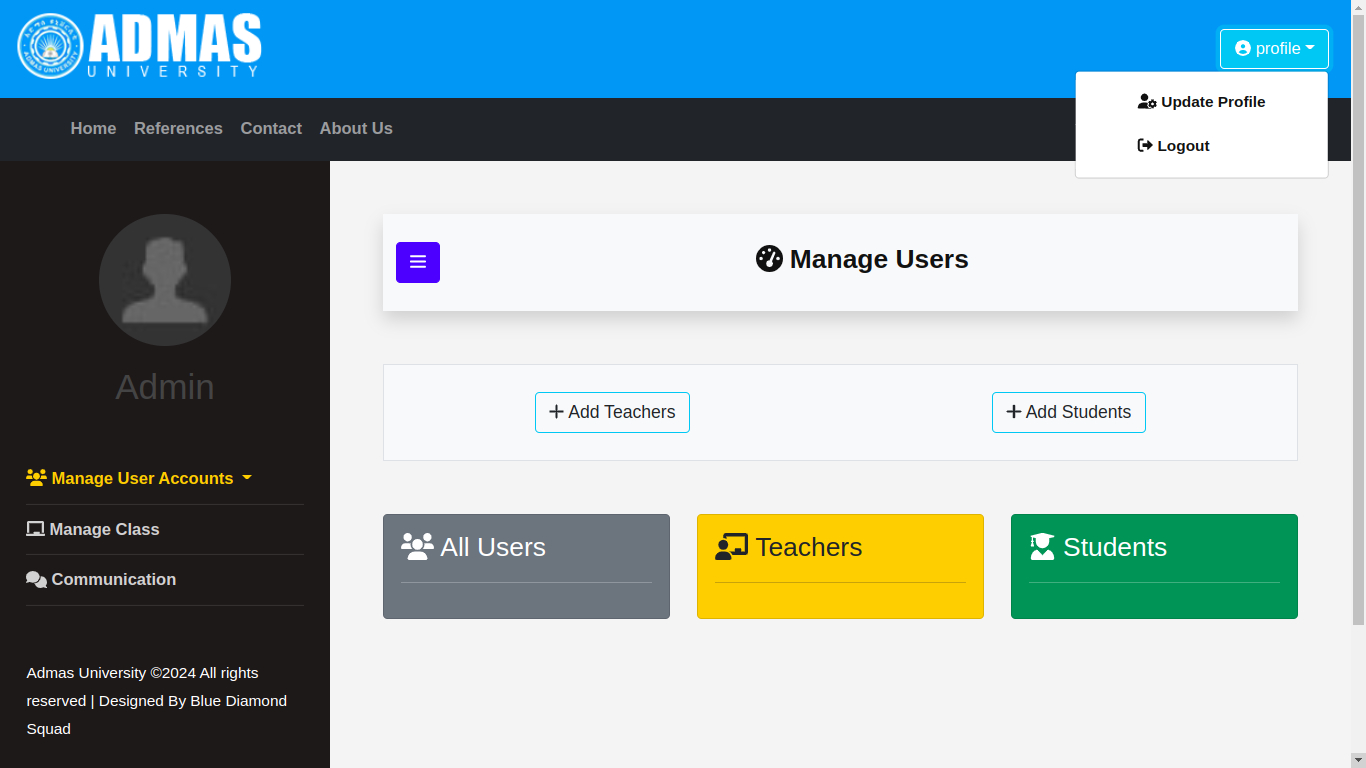 ADMAS
UNIVERSITY
profile
Update Profile
Logout
Home References Contact About Us
Admin
Manage User Accounts
Manage Class
Communication
Admas University ©2024 All rights
reserved | Designed By Blue Diamond
Squad
Manage Users
Add Teachers
Add Students
All Users
Teachers
Students